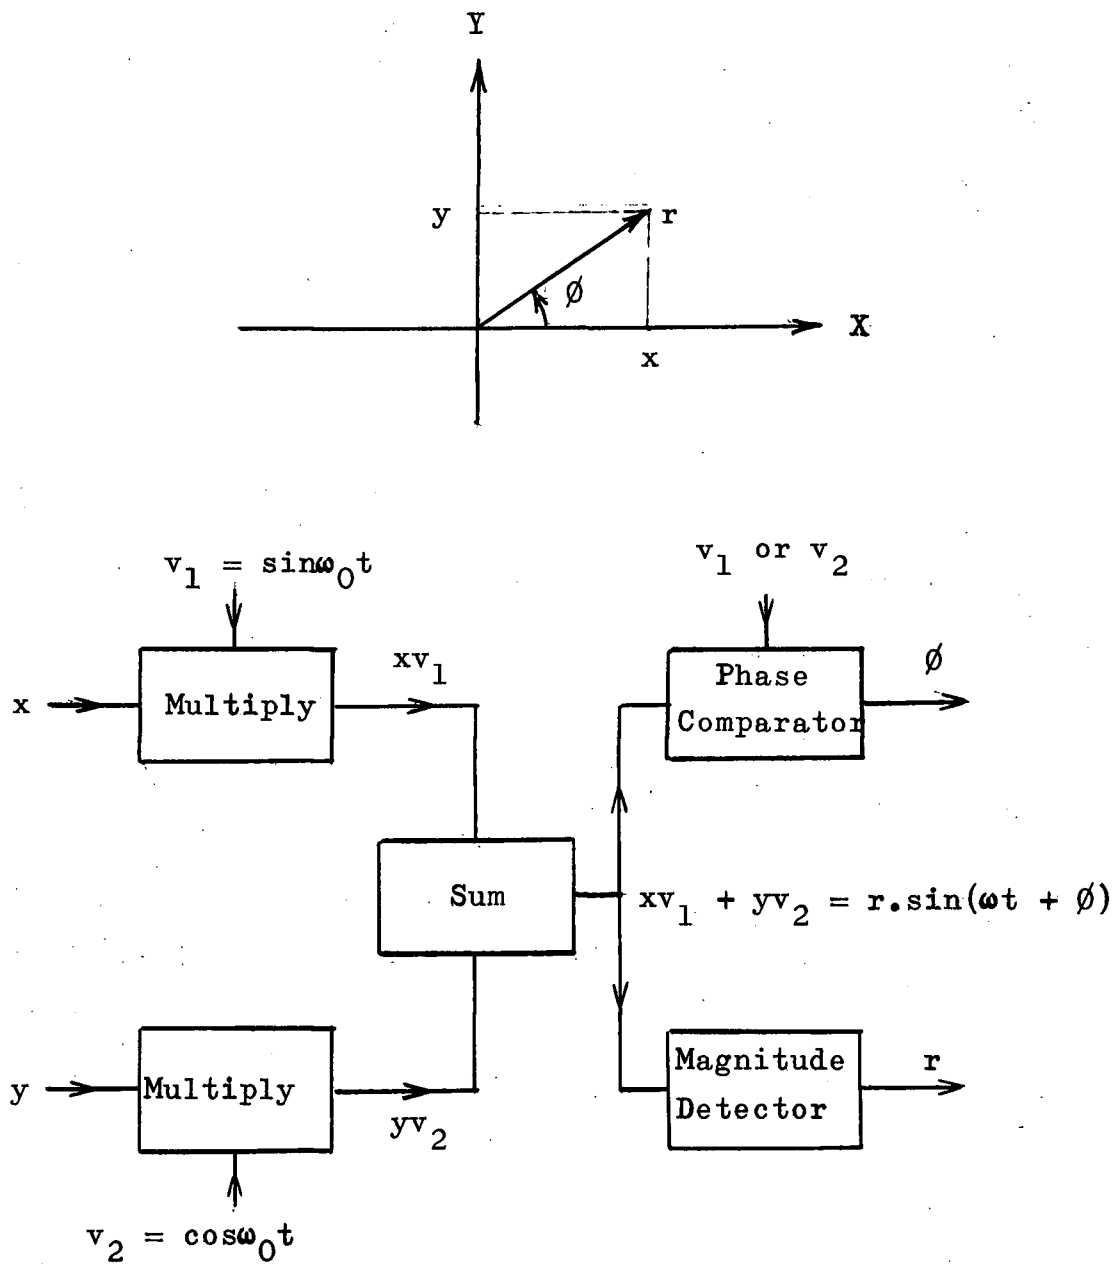 Y
y
r
Ø
X
x
v₁ = sinω₀t
v₁ or v₂
x
Multiply
xv₁
Phase
Comparator
Ø
Sum
xv₁ + yv₂ = r.sin(ωt + Ø)
y
Multiply
yv₂
Magnitude
Detector
r
v₂ = cosω₀t